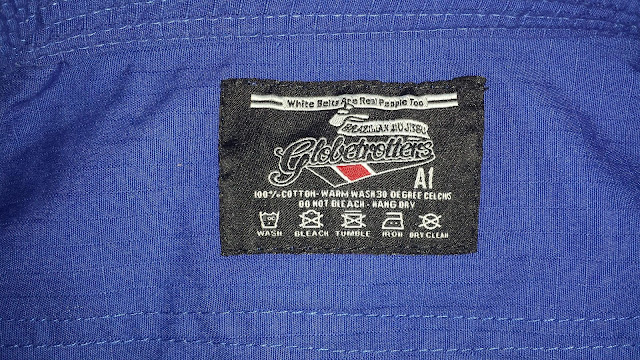 White Belts Are Real People Too
BRAZILIAN JIU JITSU
Globetrotters
A1
100% COTTON - WARM WASH 30 DEGREE CELCIUS
DO NOT BLEACH - HANG DRY
WASH BLEACH TUMBLE IRON DRY CLEAN